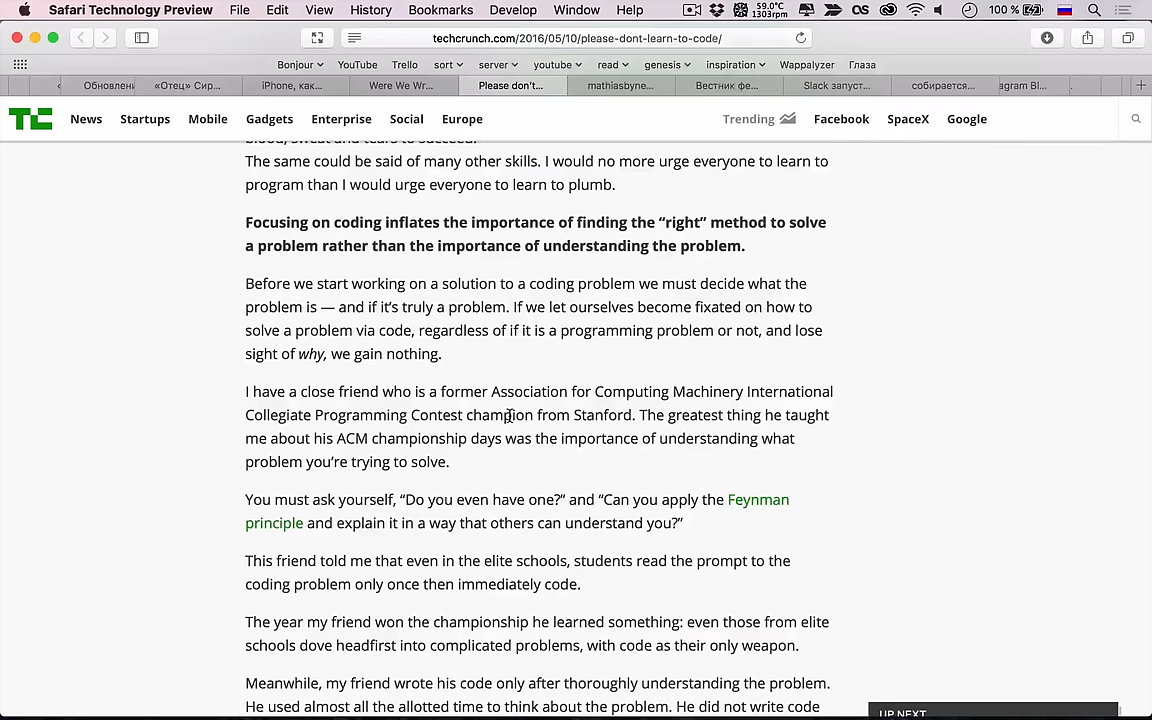 Safari Technology Preview File Edit View History Bookmarks Develop Window Help 59.0°C 1303rpm 100 %
techcrunch.com/2016/05/10/please-dont-learn-to-code/
Bonjour YouTube Trello sort server youtube read genesis inspiration Wappalyzer Глаза
Обновлени «Отец» Сир... iPhone, как... Were We Wr... Please don't... mathiasbyne... Вестник фе... Slack запуст... собирается... agram Bl...
TC News Startups Mobile Gadgets Enterprise Social Europe Trending Facebook SpaceX Google
blood, sweat and tears to succeed.
The same could be said of many other skills. I would no more urge everyone to learn to
program than I would urge everyone to learn to plumb.
Focusing on coding inflates the importance of finding the “right” method to solve
a problem rather than the importance of understanding the problem.
Before we start working on a solution to a coding problem we must decide what the
problem is — and if it’s truly a problem. If we let ourselves become fixated on how to
solve a problem via code, regardless of if it is a programming problem or not, and lose
sight of why, we gain nothing.
I have a close friend who is a former Association for Computing Machinery International
Collegiate Programming Contest champion from Stanford. The greatest thing he taught
me about his ACM championship days was the importance of understanding what
problem you’re trying to solve.
You must ask yourself, “Do you even have one?” and “Can you apply the Feynman
principle and explain it in a way that others can understand you?”
This friend told me that even in the elite schools, students read the prompt to the
coding problem only once then immediately code.
The year my friend won the championship he learned something: even those from elite
schools dove headfirst into complicated problems, with code as their only weapon.
Meanwhile, my friend wrote his code only after thoroughly understanding the problem.
He used almost all the allotted time to think about the problem. He did not write code
UP NEXT